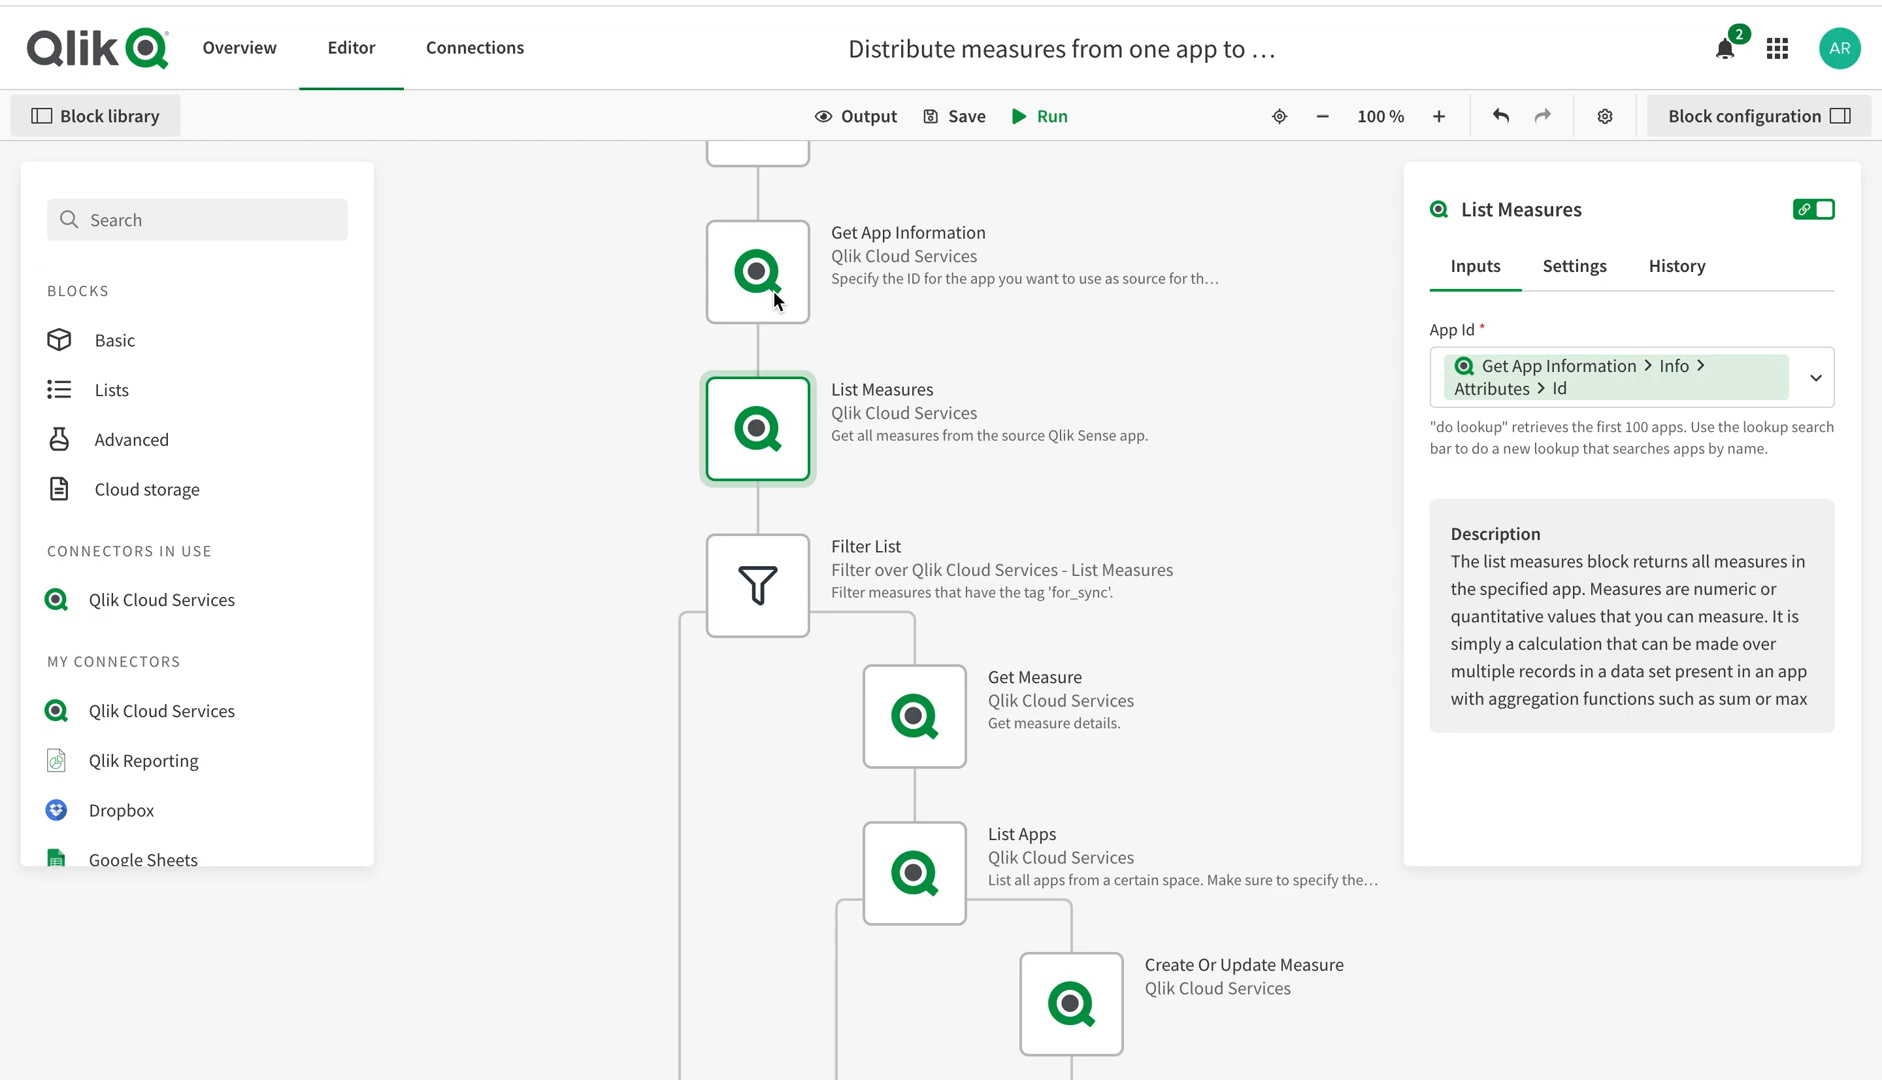 Qlik
Overview
Editor
Connections
Distribute measures from one app to …
2
AR
Block library
Output
Save
Run
100 %
Block configuration
Search
BLOCKS
Basic
Lists
Advanced
Cloud storage
CONNECTORS IN USE
Qlik Cloud Services
MY CONNECTORS
Qlik Cloud Services
Qlik Reporting
Dropbox
Google Sheets
Get App Information
Qlik Cloud Services
Specify the ID for the app you want to use as source for th…
List Measures
Qlik Cloud Services
Get all measures from the source Qlik Sense app.
Filter List
Filter over Qlik Cloud Services - List Measures
Filter measures that have the tag 'for_sync'.
Get Measure
Qlik Cloud Services
Get measure details.
List Apps
Qlik Cloud Services
List all apps from a certain space. Make sure to specify the…
Create Or Update Measure
Qlik Cloud Services
List Measures
Inputs
Settings
History
App Id *
Get App Information > Info >
Attributes > Id
"do lookup" retrieves the first 100 apps. Use the lookup search
bar to do a new lookup that searches apps by name.
Description
The list measures block returns all measures in
the specified app. Measures are numeric or
quantitative values that you can measure. It is
simply a calculation that can be made over
multiple records in a data set present in an app
with aggregation functions such as sum or max